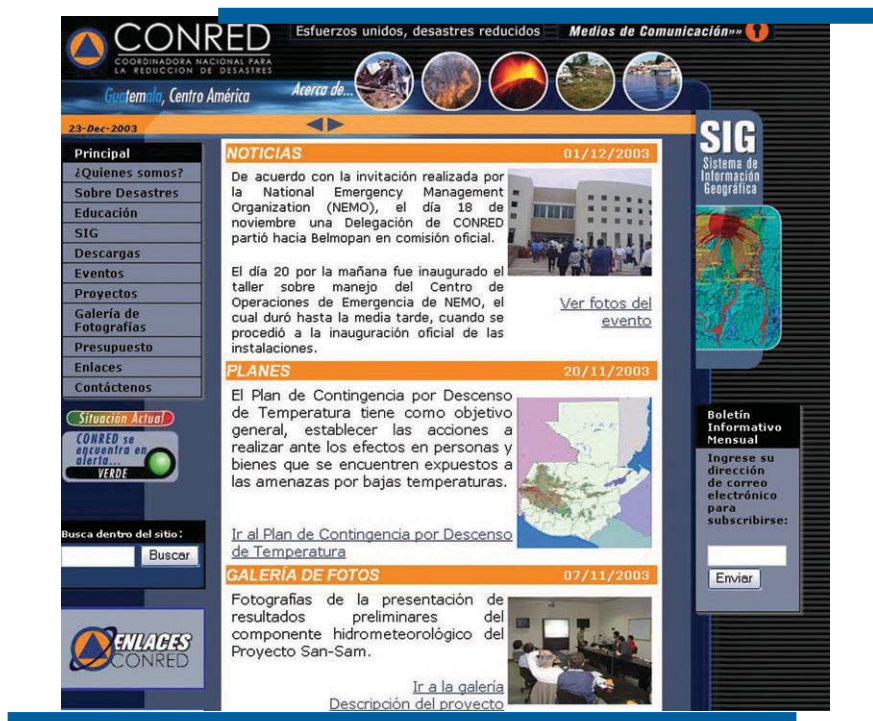 CONRED
COORDINADORA NACIONAL PARA
LA REDUCCION DE DESASTRES
Esfuerzos unidos, desastres reducidos
Medios de Comunicación»»
Guatemala, Centro América
Acerca de...
23-Dec-2003
Principal
¿Quienes somos?
Sobre Desastres
Educación
SIG
Descargas
Eventos
Proyectos
Galería de
Fotografías
Presupuesto
Enlaces
Contáctenos
Situación Actual
CONRED se
encuentra en
alerta...
VERDE
Busca dentro del sitio:
Buscar
ENLACES
CONRED
NOTICIAS 01/12/2003
De acuerdo con la invitación realizada por
la National Emergency Management
Organization (NEMO), el día 18 de
noviembre una Delegación de CONRED
partió hacia Belmopan en comisión oficial.
El día 20 por la mañana fue inaugurado el
taller sobre manejo del Centro de
Operaciones de Emergencia de NEMO, el
cual duró hasta la media tarde, cuando se
procedió a la inauguración oficial de las
instalaciones.
Ver fotos del
evento
PLANES 20/11/2003
El Plan de Contingencia por Descenso
de Temperatura tiene como objetivo
general, establecer las acciones a
realizar ante los efectos en personas y
bienes que se encuentren expuestos a
las amenazas por bajas temperaturas.
Ir al Plan de Contingencia por Descenso
de Temperatura
GALERÍA DE FOTOS 07/11/2003
Fotografías de la presentación de
resultados preliminares del
componente hidrometeorológico del
Proyecto San-Sam.
Ir a la galería
Descripción del proyecto
SIG
Sistema de
Información
Geográfica
Boletín
Informativo
Mensual
Ingrese su
dirección
de correo
electrónico
para
subscribirse:
Enviar